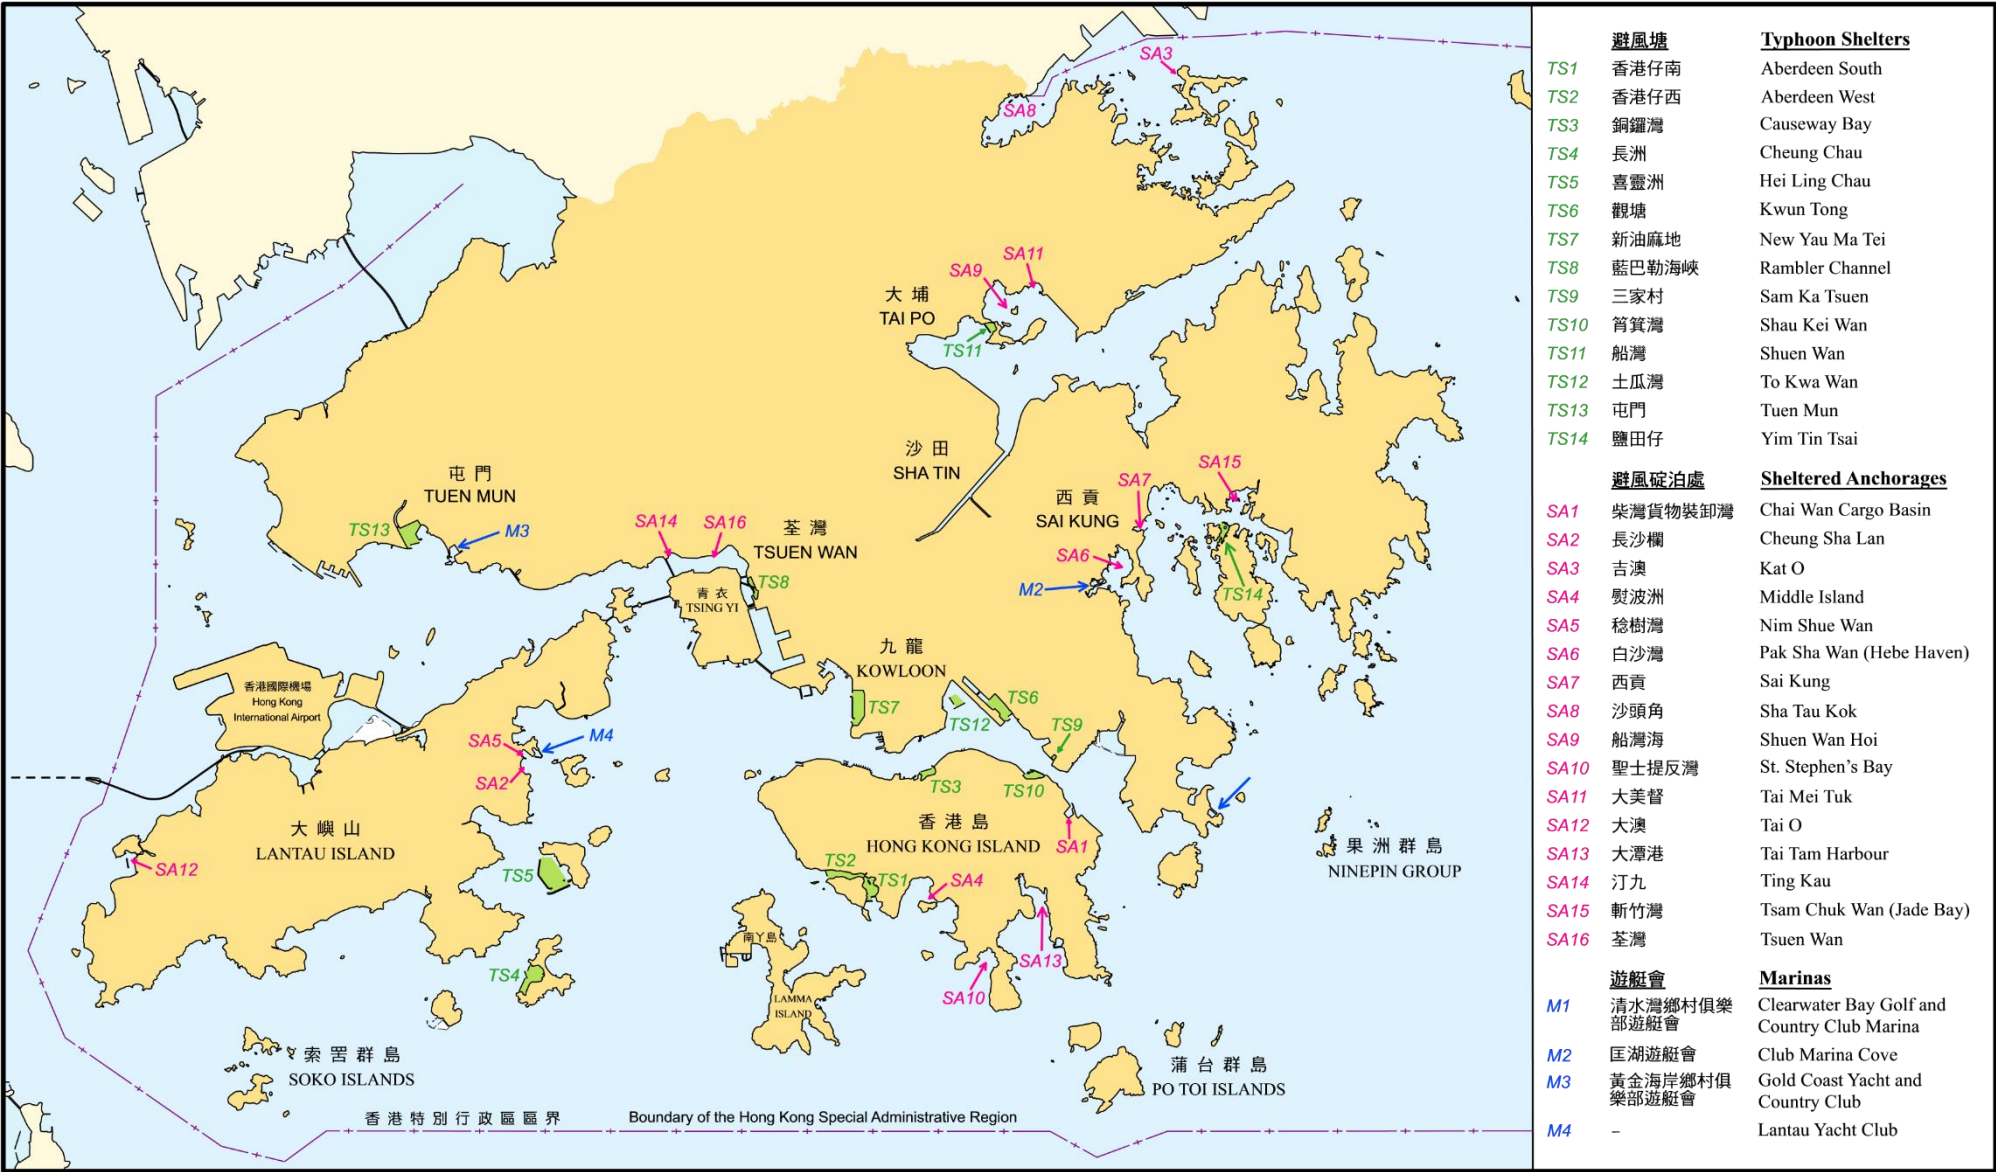 SA3
SA8
SA11
SA9
大埔
TAI PO
TS11
沙田
SHA TIN
屯門
TUEN MUN
TS13
M3
SA14
SA16
荃灣
TSUEN WAN
TS8
青衣
TSING YI
西貢
SAI KUNG
SA7
SA15
SA6
M2
TS14
九龍
KOWLOON
TS7
TS6
TS12
TS9
香港國際機場
Hong Kong
International Airport
SA5
M4
SA2
TS3
TS10
大嶼山
LANTAU ISLAND
香港島
HONG KONG ISLAND
SA1
SA12
TS5
TS2
TS1
SA4
果洲群島
NINEPIN GROUP
南丫島
TS4
SA13
SA10
LAMMA
ISLAND
索罟群島
SOKO ISLANDS
蒲台群島
PO TOI ISLANDS
香港特別行政區區界 Boundary of the Hong Kong Special Administrative Region
避風塘 Typhoon Shelters
TS1 香港仔南 Aberdeen South
TS2 香港仔西 Aberdeen West
TS3 銅鑼灣 Causeway Bay
TS4 長洲 Cheung Chau
TS5 喜靈洲 Hei Ling Chau
TS6 觀塘 Kwun Tong
TS7 新油麻地 New Yau Ma Tei
TS8 藍巴勒海峽 Rambler Channel
TS9 三家村 Sam Ka Tsuen
TS10 筲箕灣 Shau Kei Wan
TS11 船灣 Shuen Wan
TS12 土瓜灣 To Kwa Wan
TS13 屯門 Tuen Mun
TS14 鹽田仔 Yim Tin Tsai
避風碇泊處 Sheltered Anchorages
SA1 柴灣貨物裝卸灣 Chai Wan Cargo Basin
SA2 長沙欄 Cheung Sha Lan
SA3 吉澳 Kat O
SA4 熨波洲 Middle Island
SA5 稔樹灣 Nim Shue Wan
SA6 白沙灣 Pak Sha Wan (Hebe Haven)
SA7 西貢 Sai Kung
SA8 沙頭角 Sha Tau Kok
SA9 船灣海 Shuen Wan Hoi
SA10 聖士提反灣 St. Stephen's Bay
SA11 大美督 Tai Mei Tuk
SA12 大澳 Tai O
SA13 大潭港 Tai Tam Harbour
SA14 汀九 Ting Kau
SA15 斬竹灣 Tsam Chuk Wan (Jade Bay)
SA16 荃灣 Tsuen Wan
遊艇會 Marinas
M1 清水灣鄉村俱樂 Clearwater Bay Golf and
部遊艇會 Country Club Marina
M2 匡湖遊艇會 Club Marina Cove
M3 黃金海岸鄉村俱 Gold Coast Yacht and
樂部遊艇會 Country Club
M4 – Lantau Yacht Club